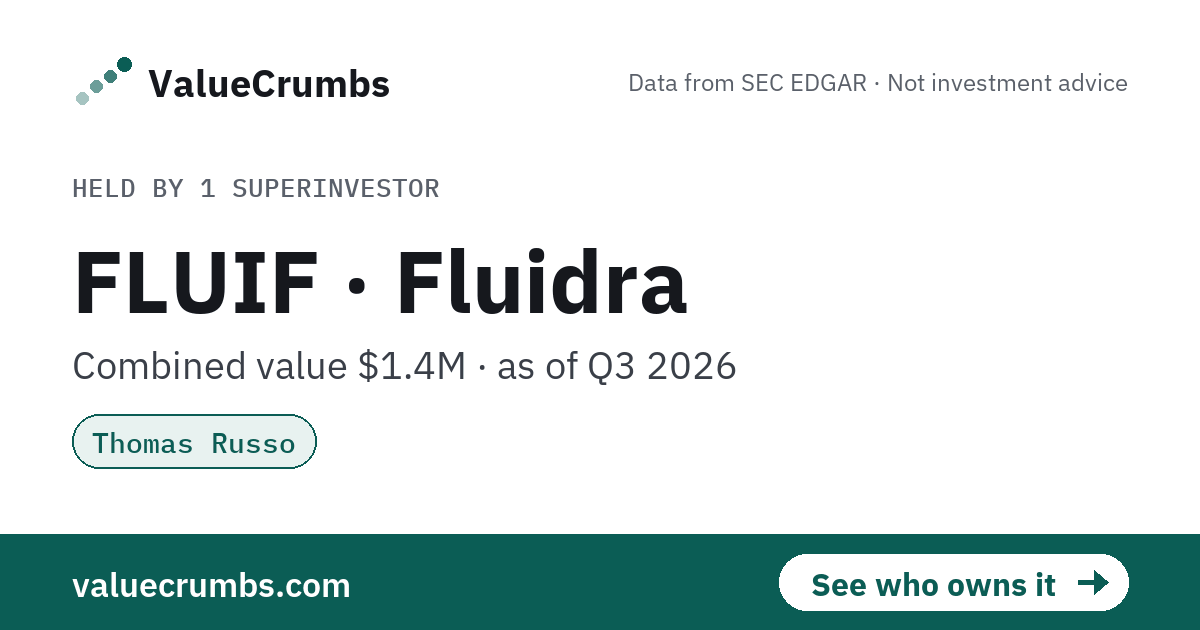 ValueCrumbs
Data from SEC EDGAR · Not investment advice
HELD BY 1 SUPERINVESTOR
FLUIF · Fluidra
Combined value $1.4M · as of Q3 2026
Thomas Russo
valuecrumbs.com
See who owns it